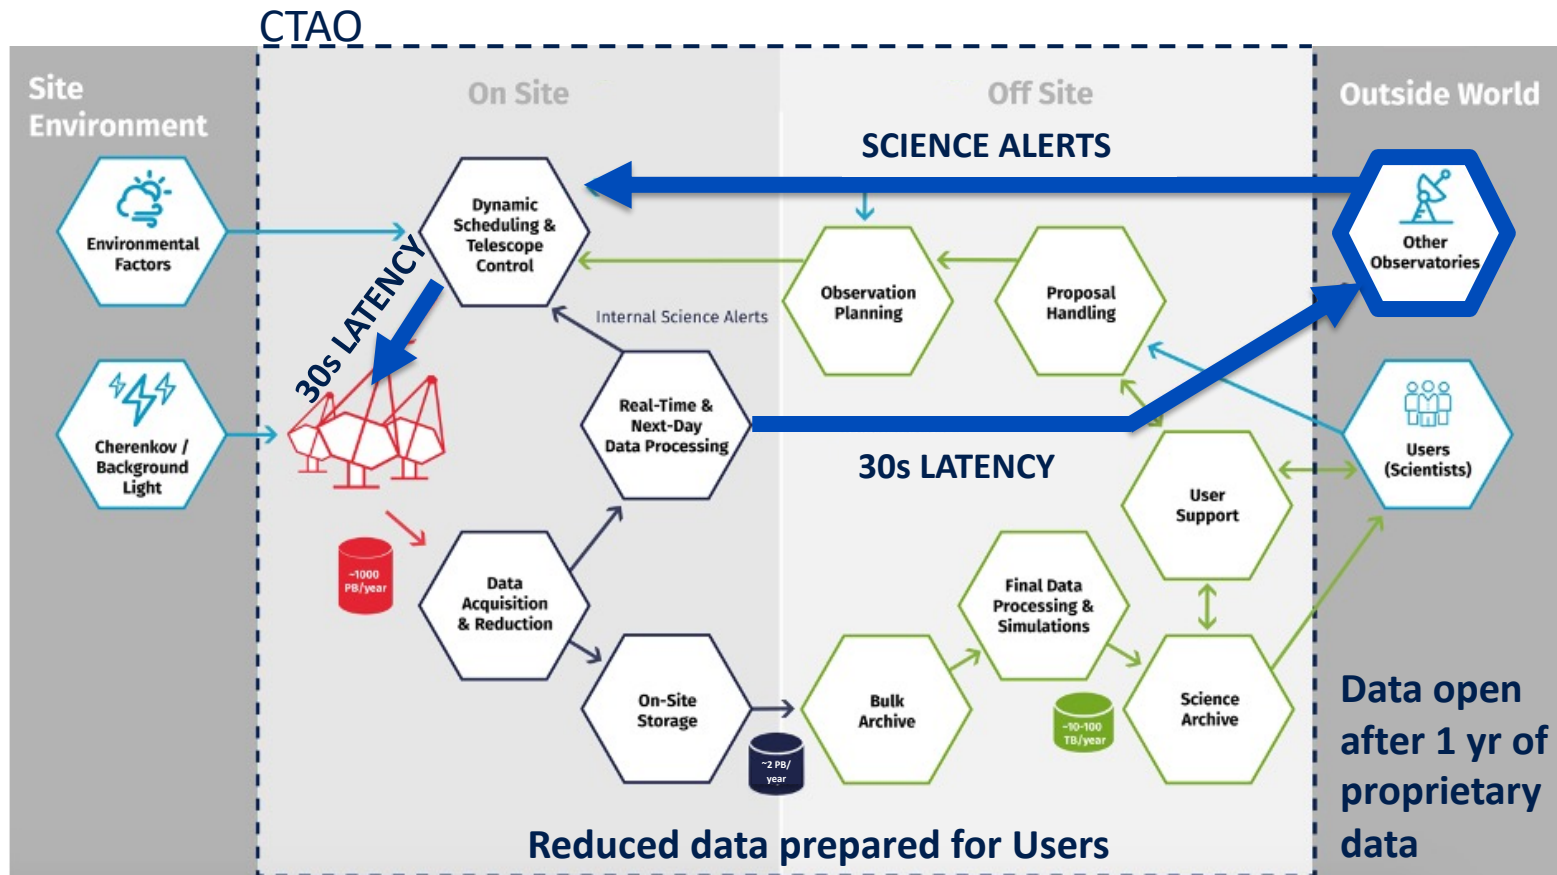 CTAO
Site
Environment
On Site
Off Site
Outside World
SCIENCE ALERTS
Environmental
Factors
Dynamic
Scheduling &
Telescope
Control
Observation
Planning
Proposal
Handling
Other
Observatories
30s LATENCY
Internal Science Alerts
Cherenkov /
Background
Light
Real-Time &
Next-Day
Data Processing
30s LATENCY
Users
(Scientists)
User
Support
~1000
PB/year
Data
Acquisition
& Reduction
Final Data
Processing &
Simulations
On-Site
Storage
~2 PB/
year
Bulk
Archive
~10-100
TB/year
Science
Archive
Data open
after 1 yr of
proprietary
data
Reduced data prepared for Users